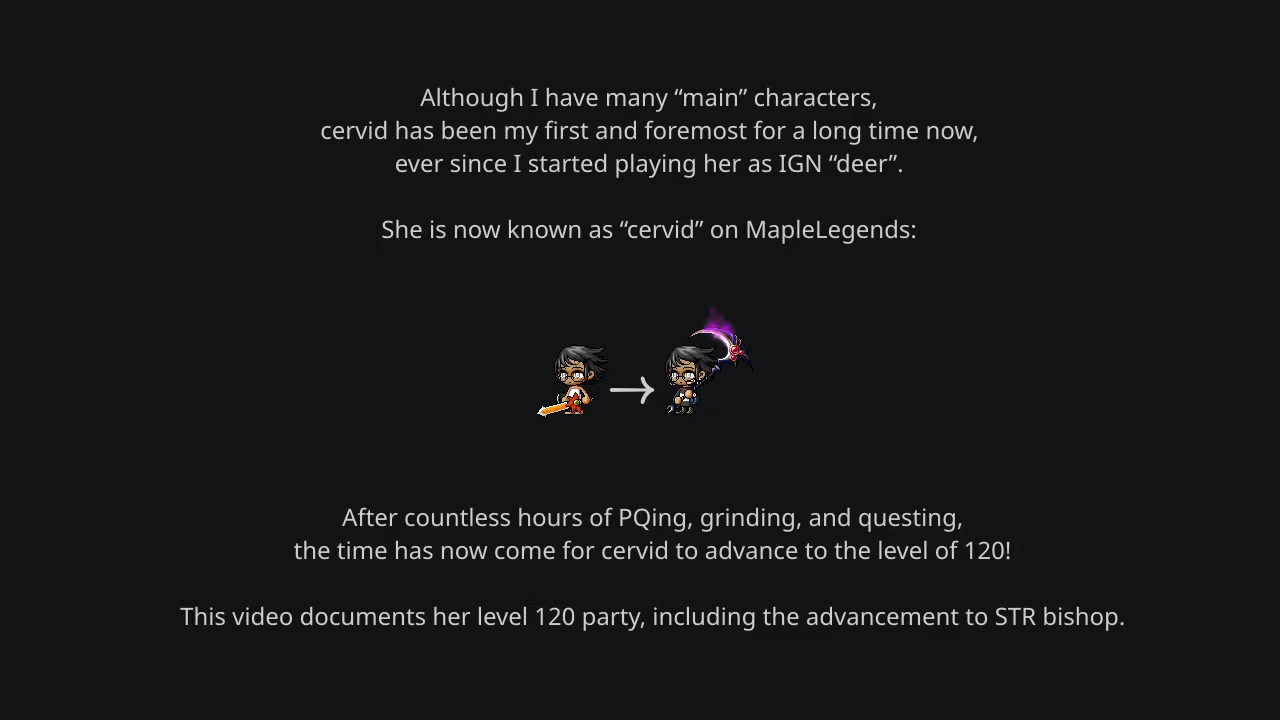 Although I have many “main” characters,
cervid has been my first and foremost for a long time now,
ever since I started playing her as IGN “deer”.
She is now known as “cervid” on MapleLegends:
After countless hours of PQing, grinding, and questing,
the time has now come for cervid to advance to the level of 120!
This video documents her level 120 party, including the advancement to STR bishop.